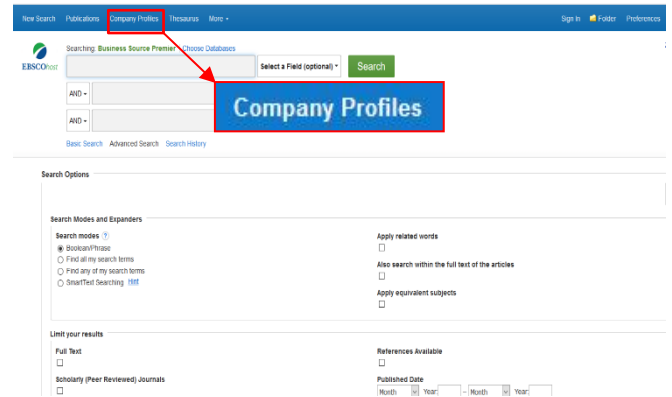 New Search Publications Company Profiles Thesaurus More Sign In Folder Preferences
Searching: Business Source Premier Choose Databases
EBSCOhost Select a Field (optional) Search
AND
Company Profiles
AND
Basic Search Advanced Search Search History
Search Options
Search Modes and Expanders
Search modes ? Apply related words
Boolean/Phrase
Find all my search terms Also search within the full text of the articles
Find any of my search terms
SmartText Searching Hint Apply equivalent subjects
Limit your results
Full Text References Available
Scholarly (Peer Reviewed) Journals Published Date
Month Year: – Month Year: